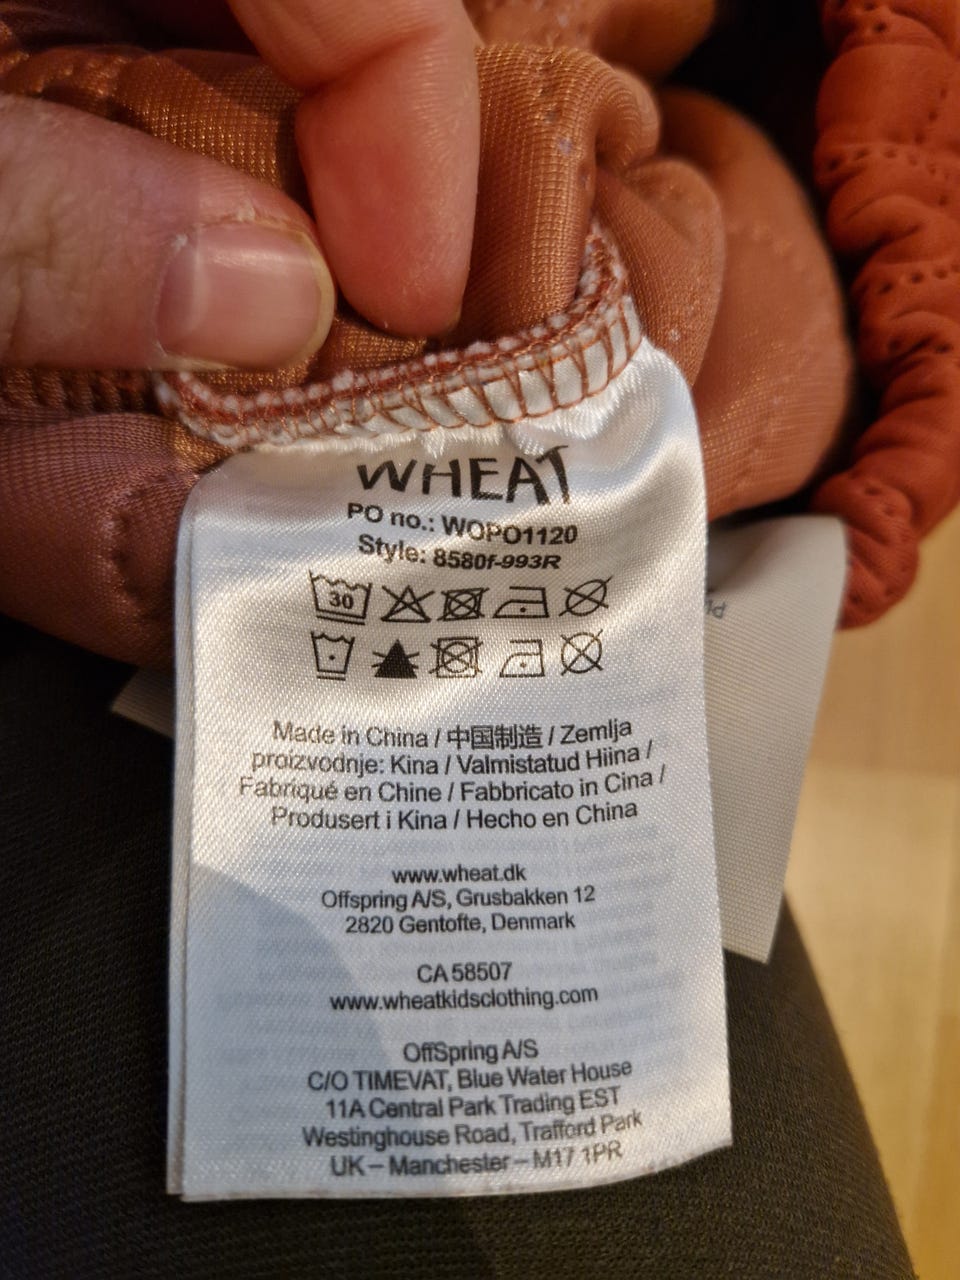 WHEAT
PO no.: WOPO1120
Style: 8580f-993R
30
Made in China / 中国制造 / Zemlja
proizvodnje: Kina / Valmistatud Hiina /
Fabriqué en Chine / Fabbricato in Cina /
Produsert i Kina / Hecho en China
www.wheat.dk
Offspring A/S, Grusbakken 12
2820 Gentofte, Denmark
CA 58507
www.wheatkidsclothing.com
OffSpring A/S
C/O TIMEVAT, Blue Water House
11A Central Park Trading EST
Westinghouse Road, Trafford Park
UK – Manchester – M17 1PR